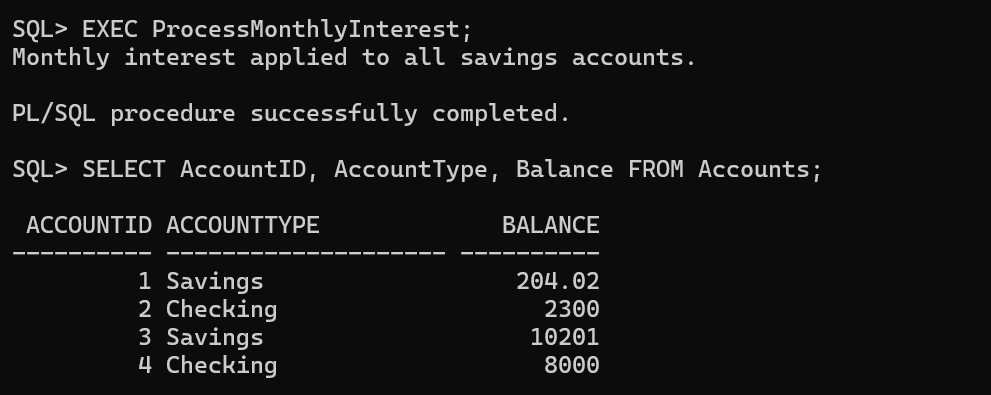 SQL> EXEC ProcessMonthlyInterest;
Monthly interest applied to all savings accounts.

PL/SQL procedure successfully completed.

SQL> SELECT AccountID, AccountType, Balance FROM Accounts;

 ACCOUNTID ACCOUNTTYPE             BALANCE
---------- -------------------- ----------
         1 Savings                  204.02
         2 Checking                   2300
         3 Savings                   10201
         4 Checking                   8000